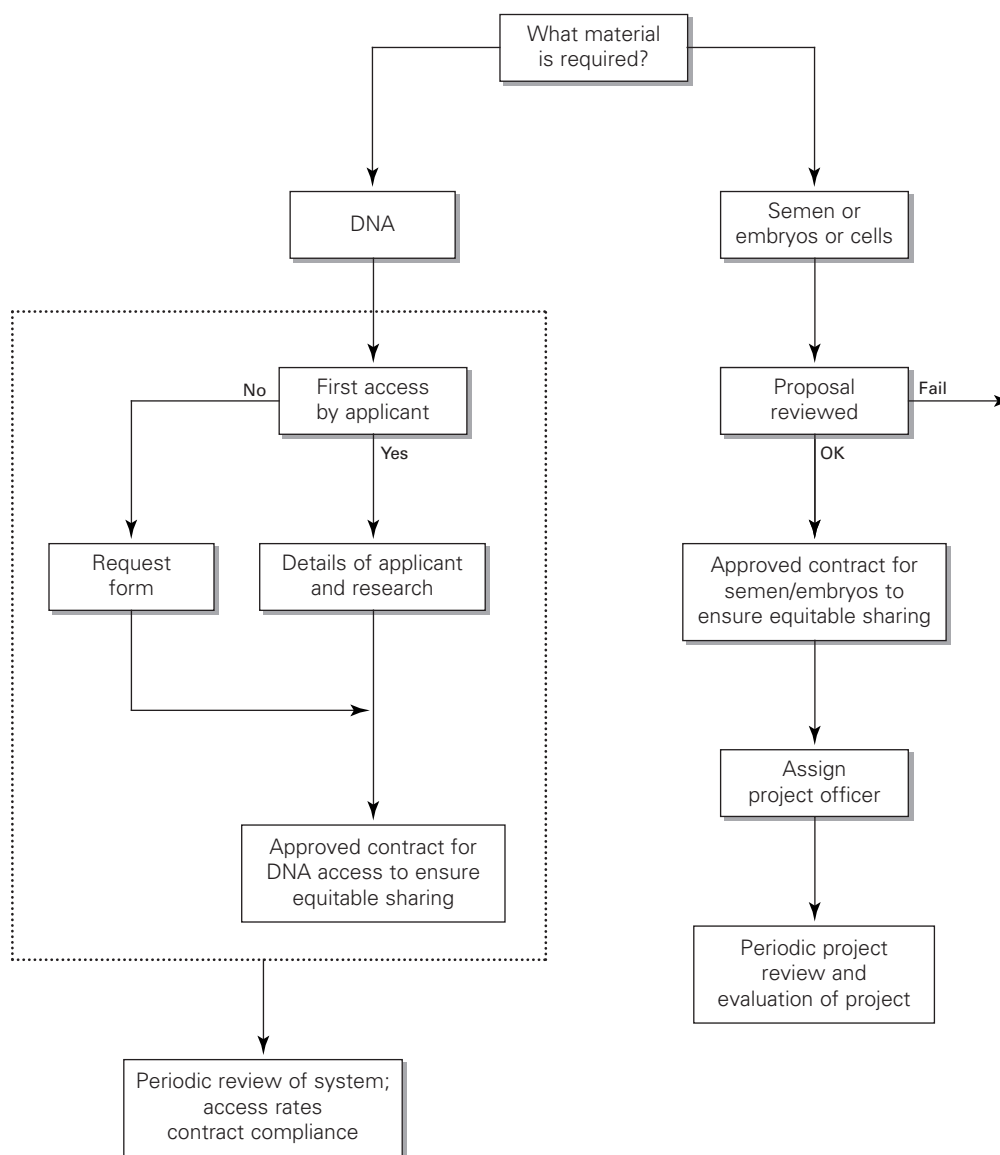 What material
is required?
DNA
Semen or
embryos or cells
No
First access
by applicant
Yes
Proposal
reviewed
Fail
OK
Request
form
Details of applicant
and research
Approved contract for
semen/embryos to
ensure equitable sharing
Assign
project officer
Approved contract for
DNA access to ensure
equitable sharing
Periodic project
review and
evaluation of project
Periodic review of system;
access rates
contract compliance